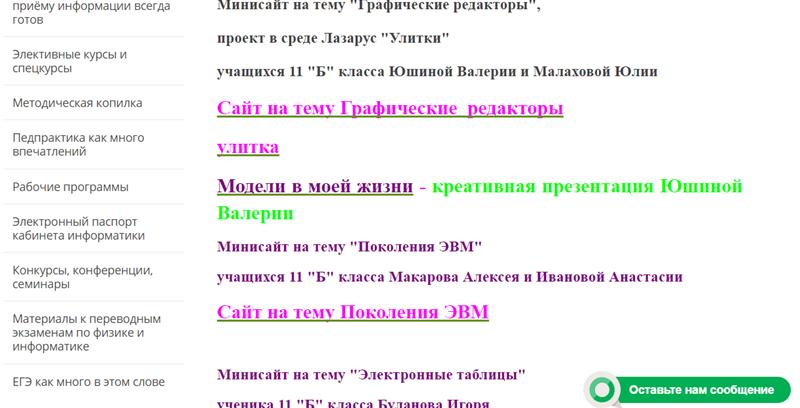 приёму информации всегда
готов
Элективные курсы и
спецкурсы
Методическая копилка
Педпрактика как много
впечатлений
Рабочие программы
Электронный паспорт
кабинета информатики
Конкурсы, конференции,
семинары
Материалы к переводным
экзаменам по физике и
информатике
ЕГЭ как много в этом слове
Минисайт на тему "Графические редакторы",
проект в среде Лазарус "Улитки"
учащихся 11 "Б" класса Юшиной Валерии и Малаховой Юлии
Сайт на тему Графические редакторы
улитка
Модели в моей жизни - креативная презентация Юшиной
Валерии
Минисайт на тему "Поколения ЭВМ"
учащихся 11 "Б" класса Макарова Алексея и Ивановой Анастасии
Сайт на тему Поколения ЭВМ
Минисайт на тему "Электронные таблицы"
ученика 11 "Б" класса Буланова Игоря
Оставьте нам сообщение